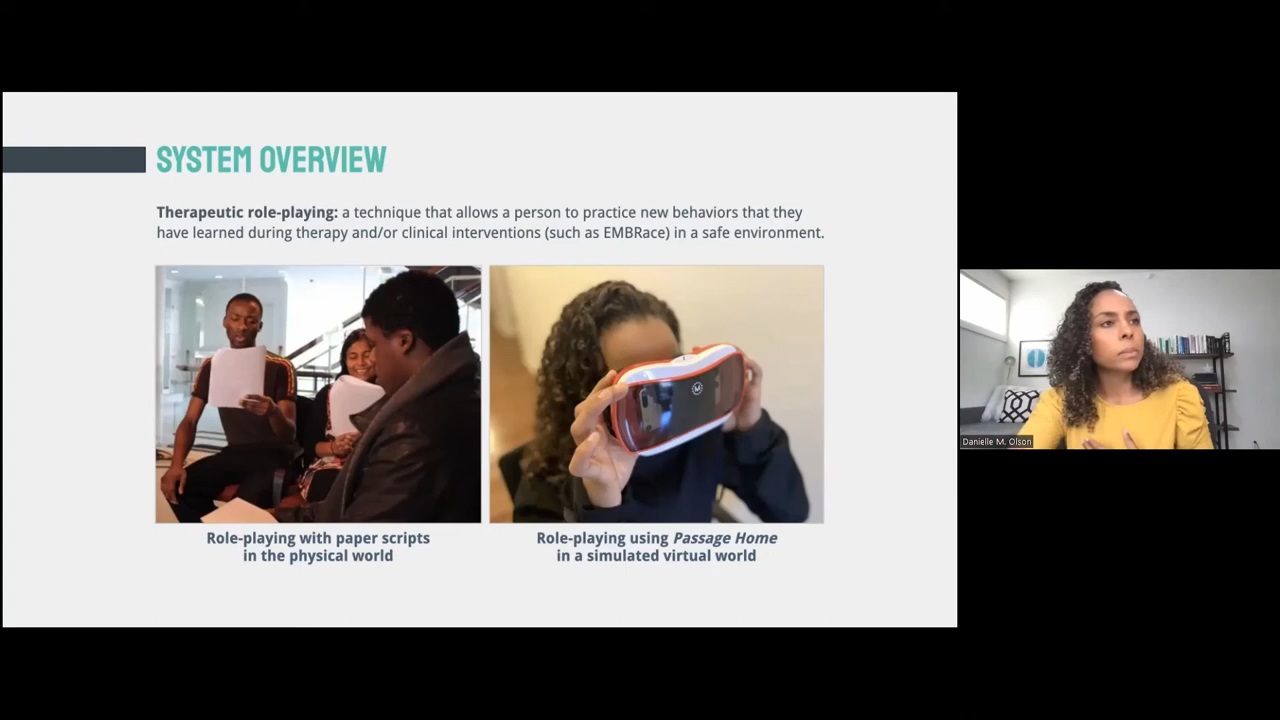 SYSTEM OVERVIEW
Therapeutic role-playing: a technique that allows a person to practice new behaviors that they
have learned during therapy and/or clinical interventions (such as EMBRace) in a safe environment.
M
Role-playing with paper scripts
in the physical world
Role-playing using Passage Home
in a simulated virtual world
Danielle M. Olson